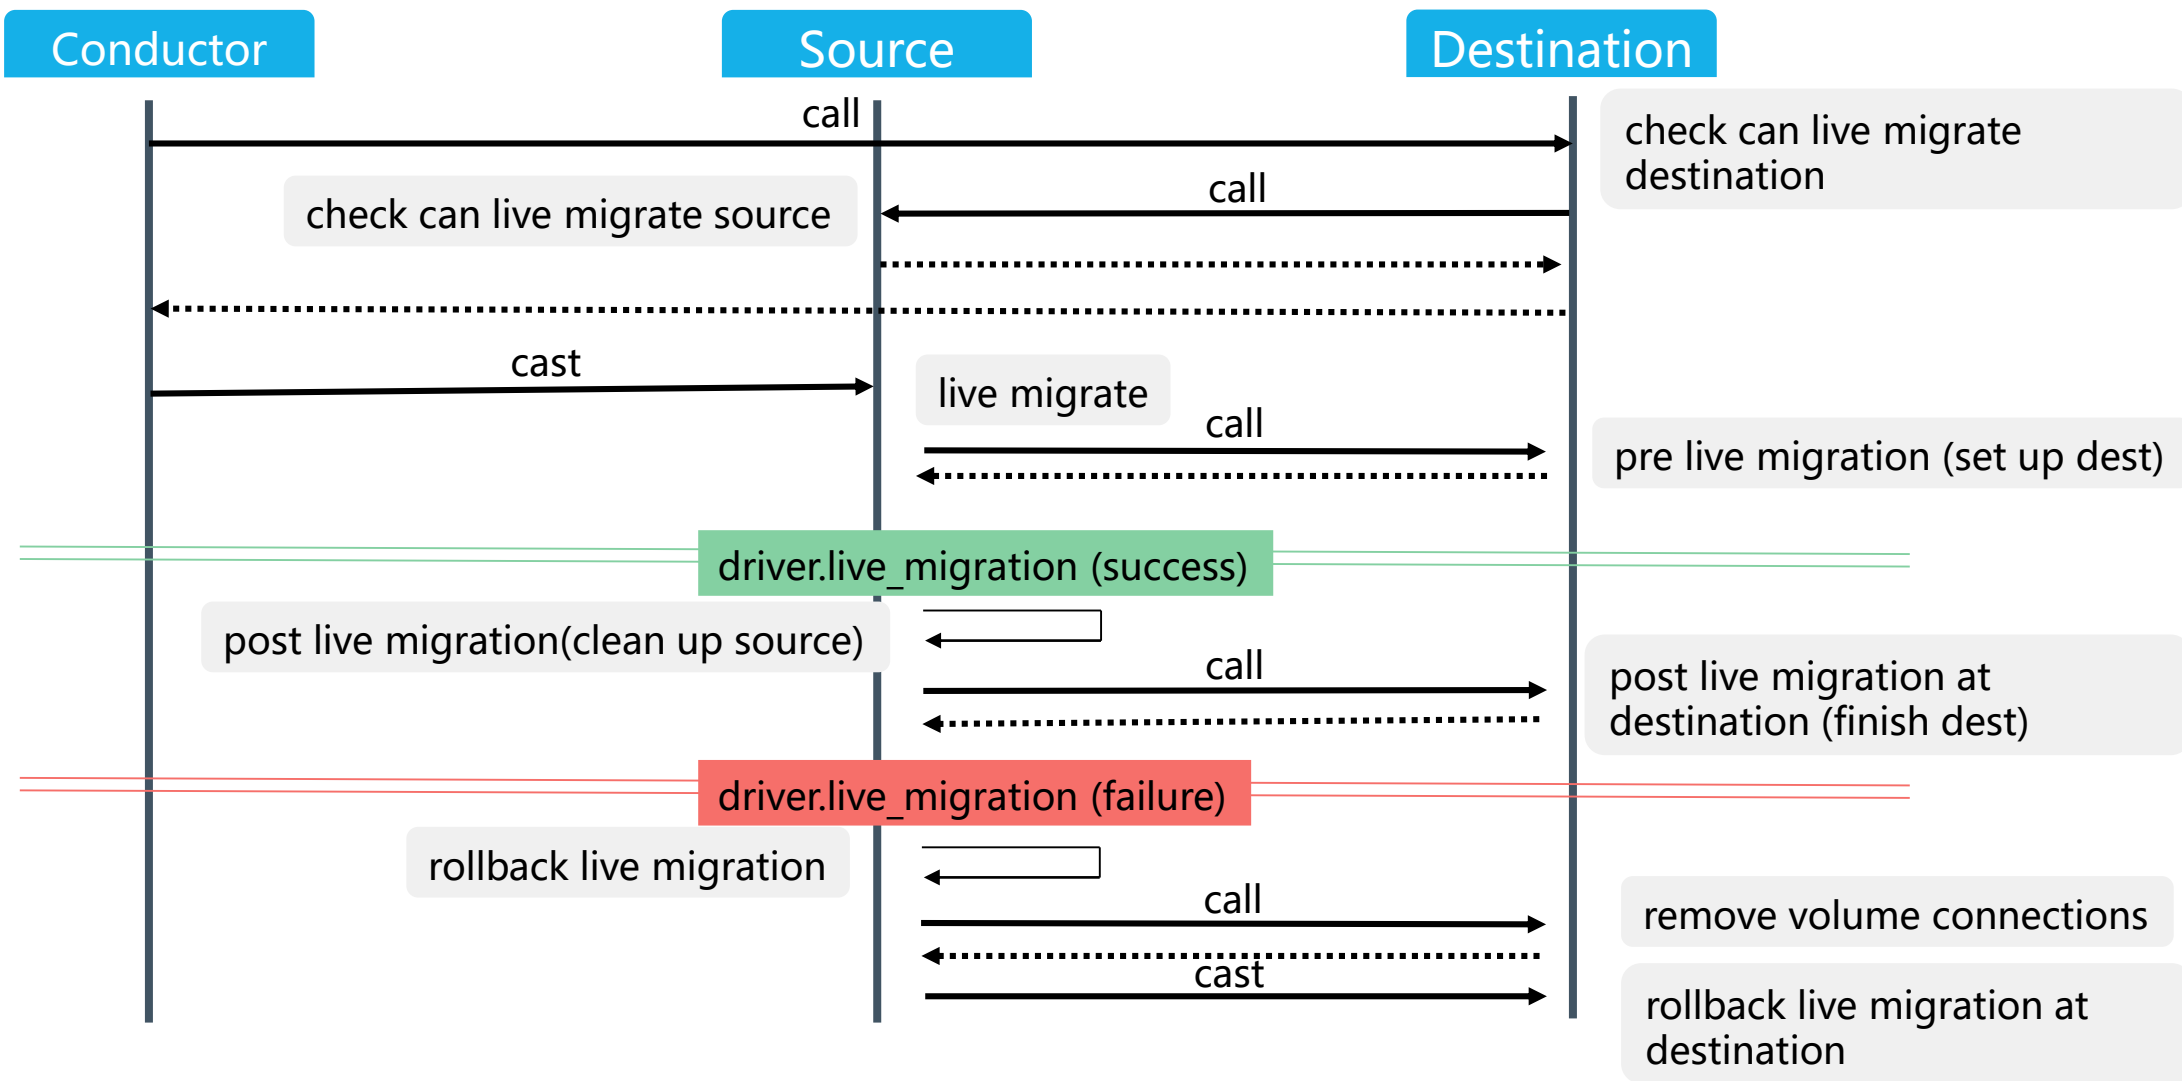 Conductor
Source
Destination
call
check can live migrate
destination
call
check can live migrate source
cast
live migrate
call
pre live migration (set up dest)
driver.live_migration (success)
post live migration(clean up source)
call
post live migration at
destination (finish dest)
driver.live_migration (failure)
rollback live migration
call
remove volume connections
cast
rollback live migration at
destination